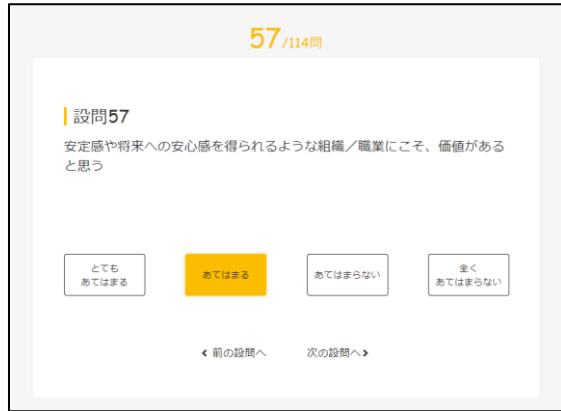 57/114問
設問57
安定感や将来への安心感を得られるような組織／職業にこそ、価値がある
と思う
とても
あてはまる
あてはまる
あてはまらない
全く
あてはまらない
前の設問へ
次の設問へ